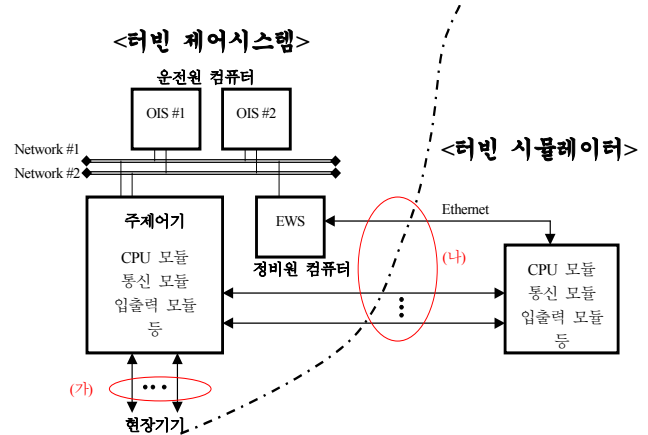 <터빈 제어시스템>
운전원 컴퓨터
OIS #1
OIS #2
Network #1
Network #2
<터빈 시뮬레이터>
주제어기
CPU 모듈
통신 모듈
입출력 모듈
등
EWS
정비원 컴퓨터
Ethernet
(나)
CPU 모듈
통신 모듈
입출력 모듈
등
(가)
현장기기